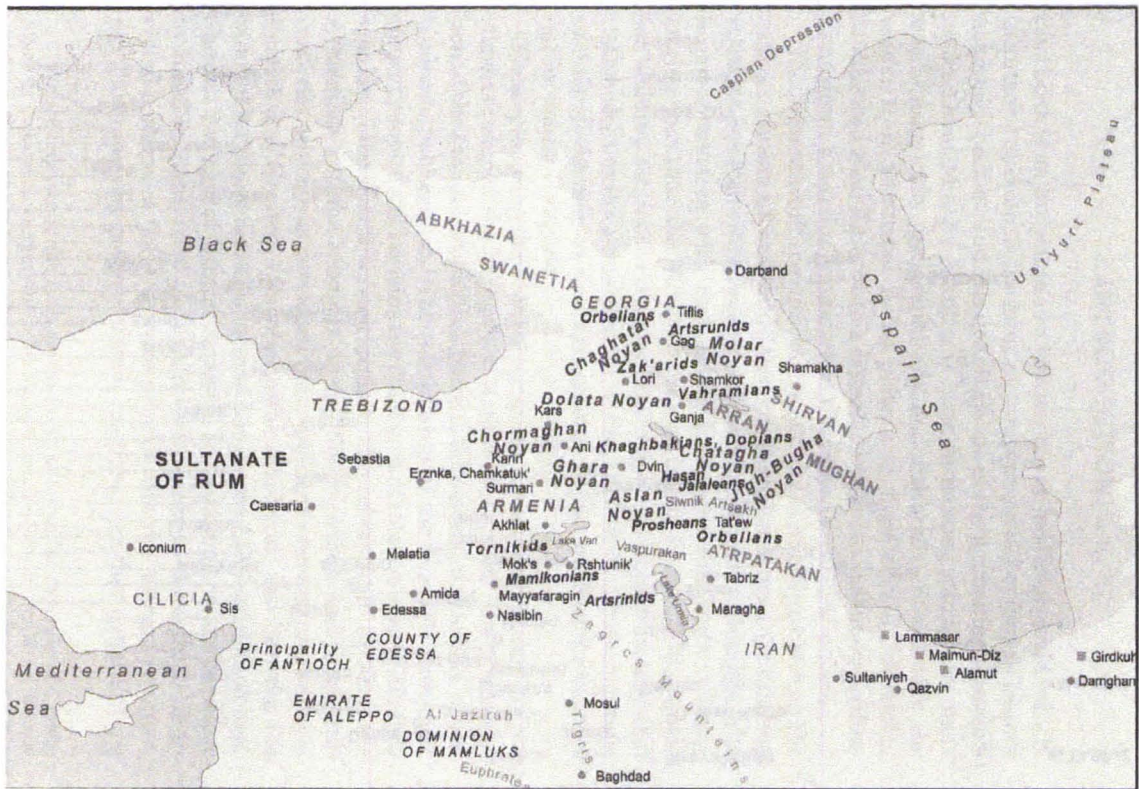 Caspian Depression
Ustyurt Plateau
Black Sea
ABKHAZIA
SWANETIA
Darband
Caspain Sea
GEORGIA
Orbelians
Tiflis
Chaghatar
Noyan
Artsrunids
Gag
Molar
Noyan
Zak'arids
Lori
Shamkor
Shamakha
Vahramians
Dolata Noyan
Ganja
ARRAN
SHIRVAN
TREBIZOND
Kars
Chormaghan
Noyan
Ani
Khaghbakians, Dopians
Chatagha
Noyan
MUGHAN
SULTANATE
OF RUM
Sebastia
Karin
Erznka, Chamkatuk'
Surmari
Ghara
Noyan
Dvin
Hasan
Jalaleans
Jigh-Bugha
Noyan
Caesaria
ARMENIA
Aslan
Noyan
Siwnik
Artsakh
Akhlat
Prosheans
Tat'ew
Orbelians
Iconium
Malatia
Tornikids
Lake Van
Vaspurakan
ATRPATAKAN
Mok's
Rshtunik'
Mamikonians
Lake Urmia
Tabriz
CILICIA
Sis
Amida
Edessa
Mayyafaragin
Nasibin
Artsrinids
Maragha
Zagros Mountains
IRAN
Lammasar
Maimun-Diz
Alamut
Girdkuh
Damghan
Sultaniyeh
Qazvin
Principality
OF ANTIOCH
COUNTY OF
EDESSA
Mediterranean
Sea
EMIRATE
OF ALEPPO
Al Jazirah
DOMINION
OF MAMLUKS
Mosul
Tigris
Euphrates
Baghdad